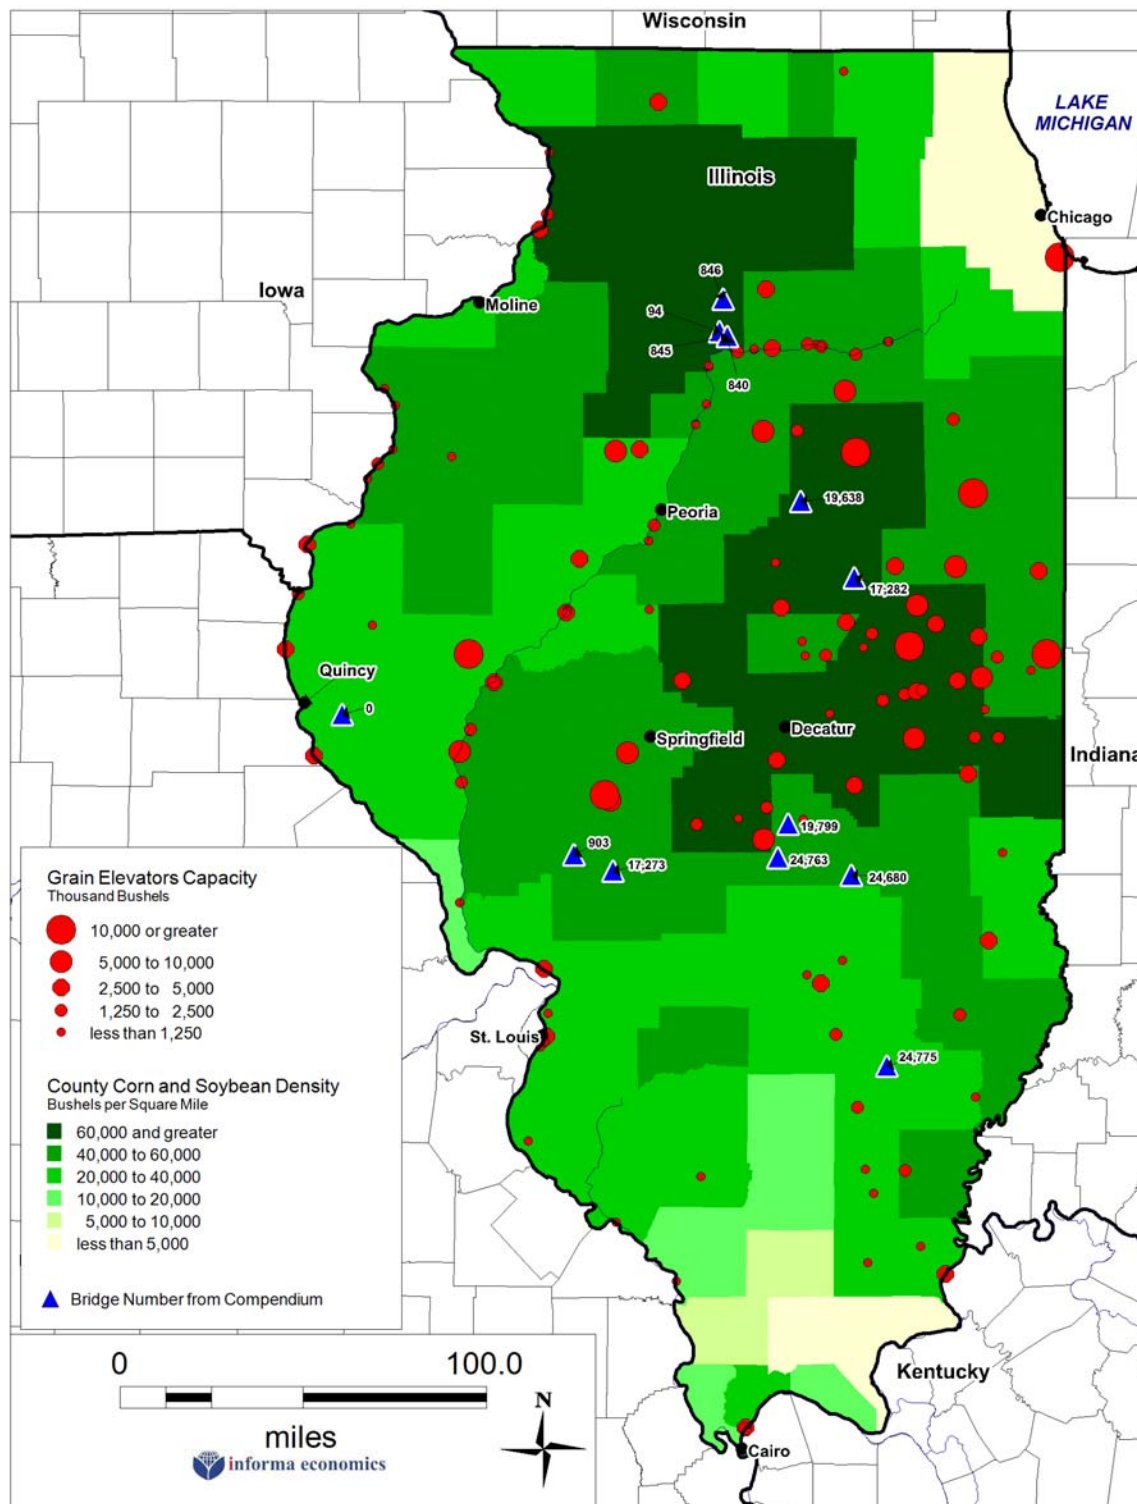 Wisconsin
LAKE
MICHIGAN
Illinois
Chicago
846
Iowa
Moline
94
845
840
19,638
Peoria
17,282
Quincy
0
Decatur
Springfield
Indiana
19,799
903
24,763
17,273
24,680
Grain Elevators Capacity
Thousand Bushels
10,000 or greater
5,000 to 10,000
2,500 to 5,000
1,250 to 2,500
less than 1,250
St. Louis
24,775
County Corn and Soybean Density
Bushels per Square Mile
60,000 and greater
40,000 to 60,000
20,000 to 40,000
10,000 to 20,000
5,000 to 10,000
less than 5,000
Bridge Number from Compendium
0 100.0
Kentucky
N
miles
informa economics
Cairo